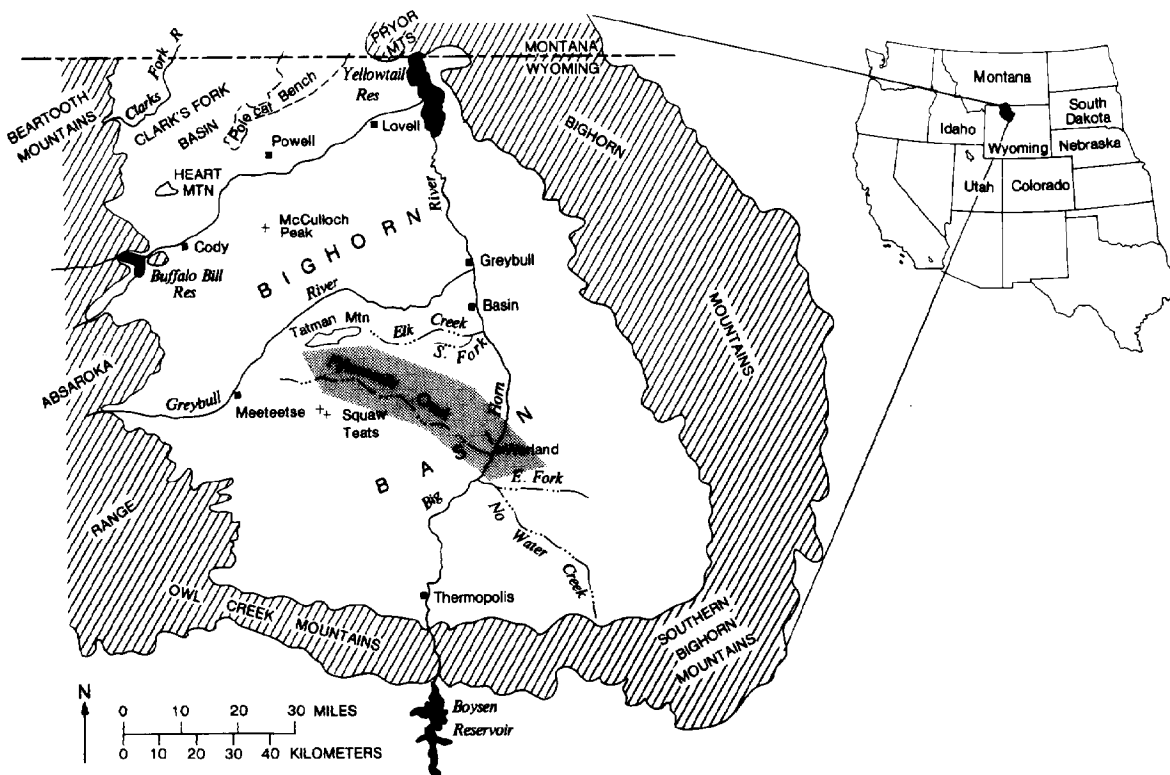 PRYOR
MTS
MONTANA
WYOMING
Clarks Fork R
BEARTOOTH
MOUNTAINS
CLARK'S FORK
BASIN
Pole cat Bench
Yellowtail
Res
Lovell
Powell
HEART
MTN
McCulloch
Peak
Cody
Buffalo Bill
Res
BIGHORN
BASIN
BIGHORN
MOUNTAINS
River
Greybull
River
Basin
Tatman Mtn
Elk Creek
S. Fork
ABSAROKA
RANGE
Greybull
Meeteetse
Squaw
Teats
Creek
Horn
E. Fork
Big
No
Water
Creek
Thermopolis
OWL CREEK MOUNTAINS
SOUTHERN
BIGHORN
MOUNTAINS
Boysen
Reservoir
N
0 10 20 30 MILES
0 10 20 30 40 KILOMETERS
Montana
Idaho
Wyoming
South
Dakota
Nebraska
Utah
Colorado